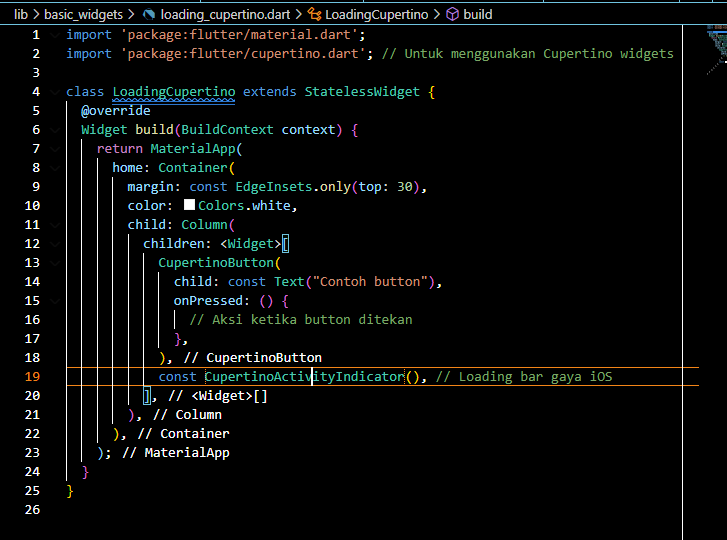 lib > basic_widgets > loading_cupertino.dart > LoadingCupertino > build
1 import 'package:flutter/material.dart';
2 import 'package:flutter/cupertino.dart'; // Untuk menggunakan Cupertino widgets
3
4 class LoadingCupertino extends StatelessWidget {
5   @override
6   Widget build(BuildContext context) {
7     return MaterialApp(
8       home: Container(
9         margin: const EdgeInsets.only(top: 30),
10         color: Colors.white,
11         child: Column(
12           children: <Widget>[
13             CupertinoButton(
14               child: const Text("Contoh button"),
15               onPressed: () {
16                 // Aksi ketika button ditekan
17               },
18             ), // CupertinoButton
19             const CupertinoActivityIndicator(), // Loading bar gaya iOS
20           ], // <Widget>[]
21         ), // Column
22       ), // Container
23     ); // MaterialApp
24   }
25 }
26